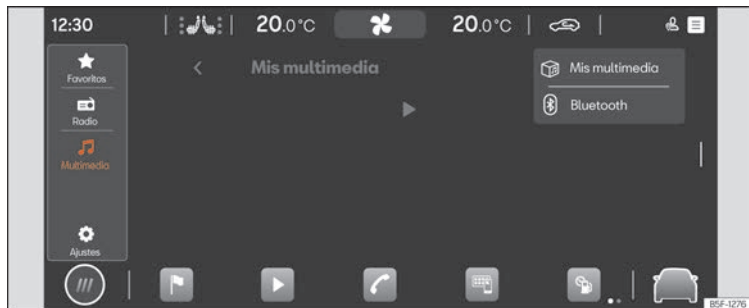 12:30 20.0°C 20.0°C
Favoritos
Radio
Multimedia
Ajustes
Mis multimedia
Mis multimedia
Bluetooth
B5F-1276